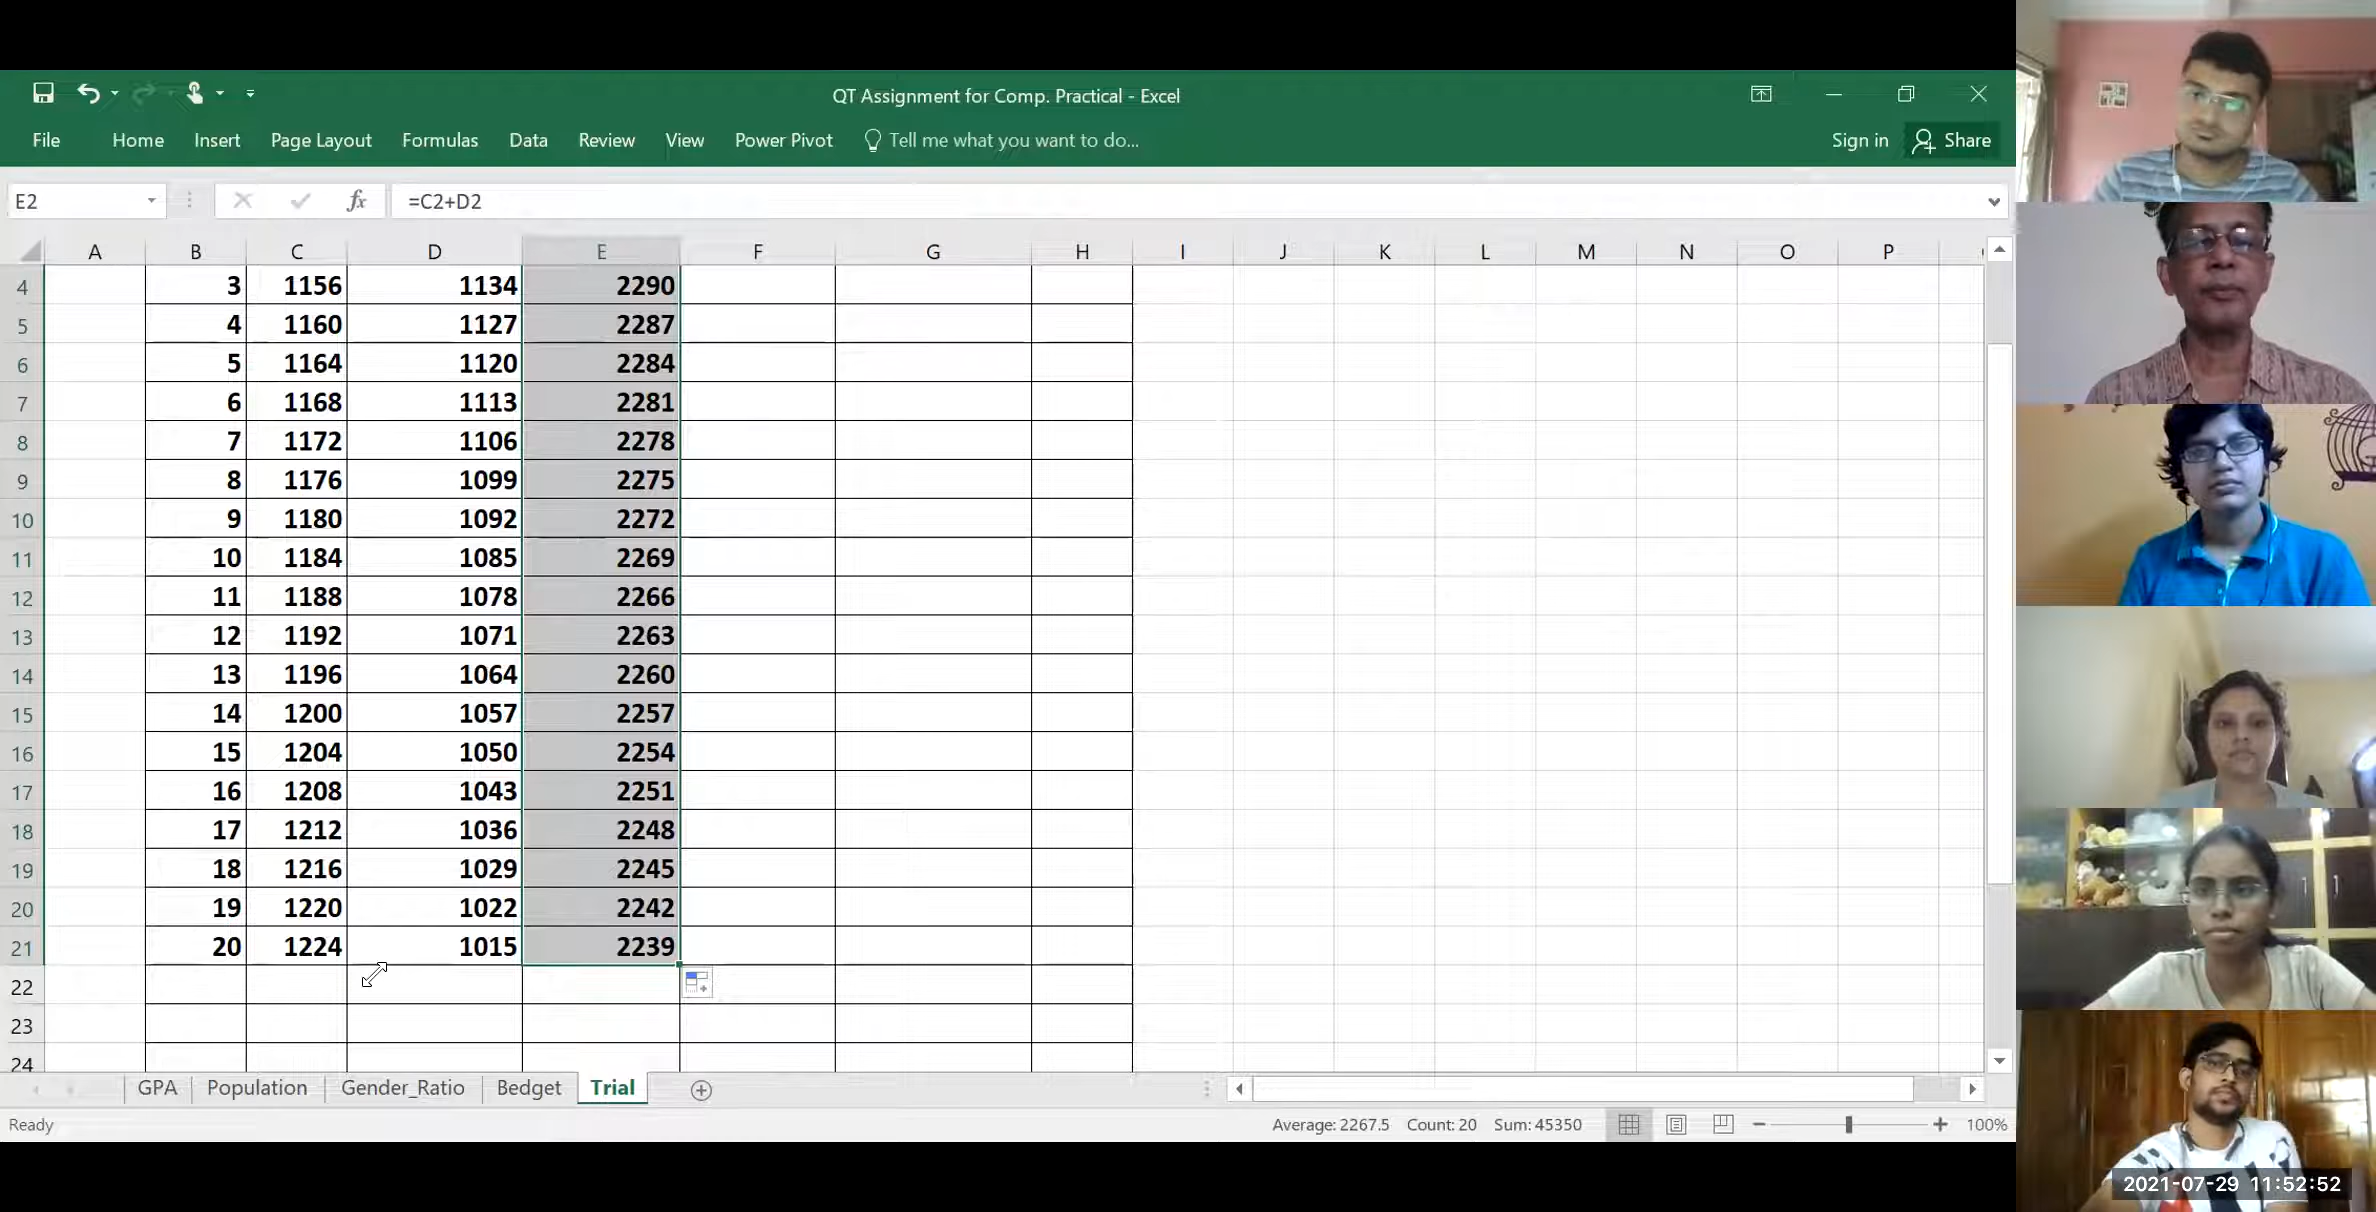 QT Assignment for Comp. Practical - Excel
File Home Insert Page Layout Formulas Data Review View Power Pivot Tell me what you want to do... Sign in Share
E2 fx =C2+D2
A B C D E F G H I J K L M N O P
4 3 1156 1134 2290
5 4 1160 1127 2287
6 5 1164 1120 2284
7 6 1168 1113 2281
8 7 1172 1106 2278
9 8 1176 1099 2275
10 9 1180 1092 2272
11 10 1184 1085 2269
12 11 1188 1078 2266
13 12 1192 1071 2263
14 13 1196 1064 2260
15 14 1200 1057 2257
16 15 1204 1050 2254
17 16 1208 1043 2251
18 17 1212 1036 2248
19 18 1216 1029 2245
20 19 1220 1022 2242
21 20 1224 1015 2239
22
23
24
GPA Population Gender_Ratio Bedget Trial
Ready Average: 2267.5 Count: 20 Sum: 45350 100%
2021-07-29 11:52:52